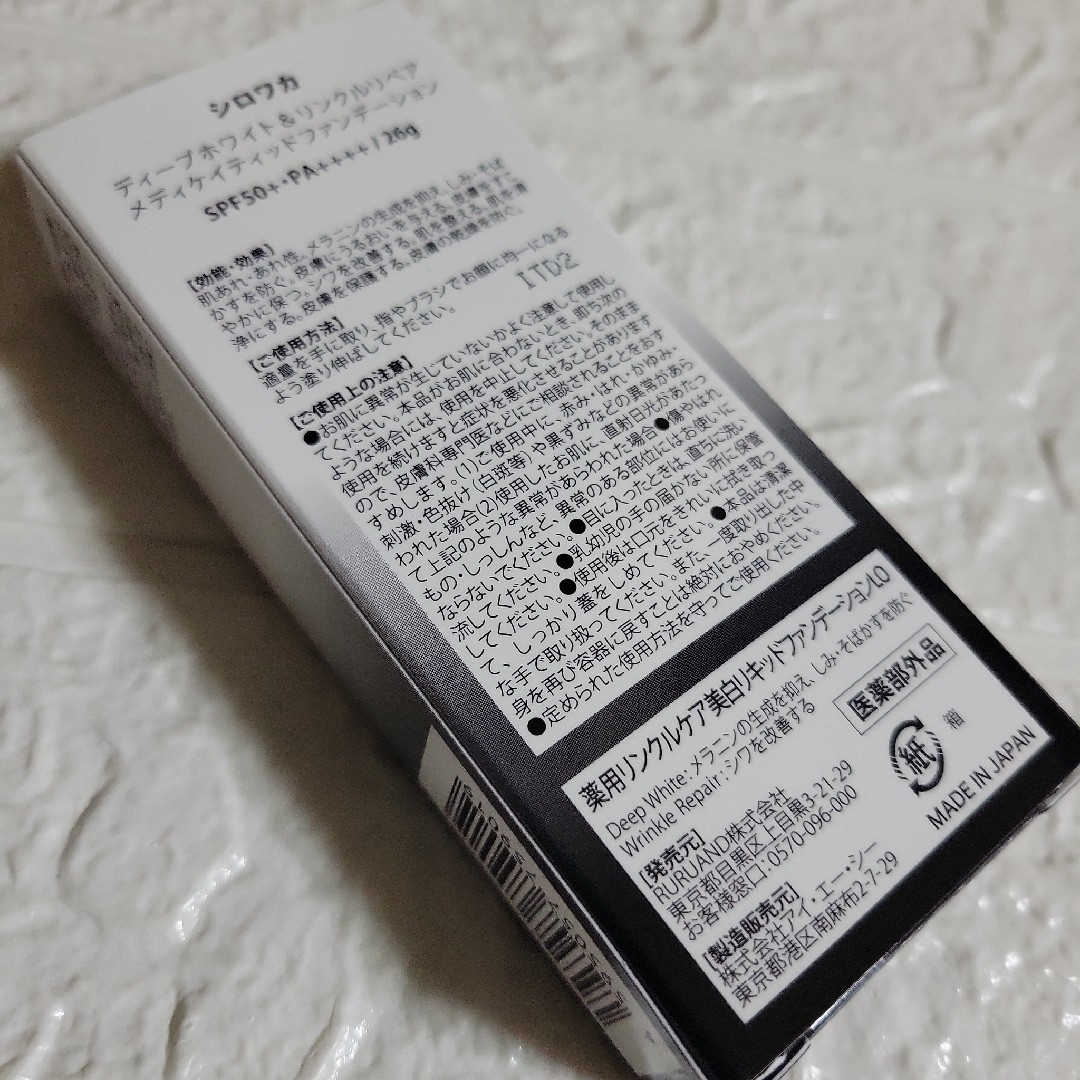 シロワカ
ディープホワイト&リンクルリペア
メディケイティッドファンデーション
SPF50+・PA++++ / 26g
【効能・効果】
肌あれ・あれ性。メラニンの生成を抑え、しみ・そば
かすを防ぐ。皮膚にうるおいを与える。皮膚をすこ
やかに保つ。シワを改善する。肌を整える。肌を清
浄にする。皮膚を保護する。皮膚の乾燥を防ぐ。
【ご使用方法】
適量を手に取り、指やブラシでお顔に均一になる
よう塗り伸ばしてください。
ITD2
【ご使用上の注意】
●お肌に異常が生じていないかよく注意して使用し
てください。本品がお肌に合わないとき、即ち次の
ような場合には、使用を中止してください。そのまま
使用を続けますと症状を悪化させることがあります
ので、皮膚科専門医などにご相談されることをおす
すめします。(1)ご使用中に、赤み・はれ・かゆみ・
刺激・色抜け(白斑等)や黒ずみなどの異常があら
われた場合(2)使用したお肌に、直射日光があたっ
て上記のような異常があらわれた場合●傷やはれ
もの・しっしんなど、異常のある部位にはお使いに
ならないでください。●目に入ったときは、直ちに洗い
流してください。●乳幼児の手の届かない所に保管
してください。●使用後は口元をきれいに拭き取っ
て、しっかり蓋をしめてください。●本品は清潔
な手で取り扱ってください。また、一度取り出した中
身を再び容器に戻すことは絶対におやめください。
●定められた使用方法を守ってご使用ください。
薬用リンクルケア美白リキッドファンデーションLO
Deep White:メラニンの生成を抑え、しみ・そばかすを防ぐ
Wrinkle Repair:シワを改善する
医薬部外品
【発売元】
RURUAND株式会社
東京都目黒区上目黒3-21-29
お客様窓口:0570-096-000
紙
箱
MADE IN JAPAN
【製造販売元】
株式会社アイ・エー・シー
東京都港区南麻布2-7-29